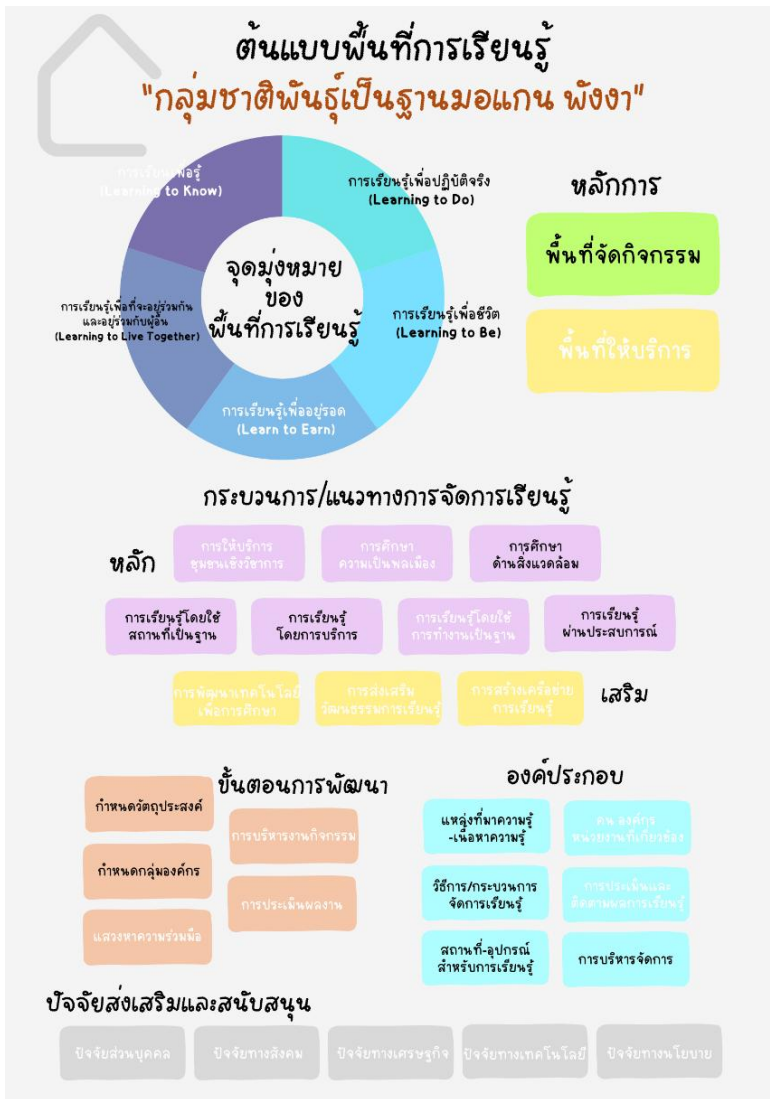 ต้นแบบพื้นที่การเรียนรู้
"กลุ่มชาติพันธุ์เป็นฐานมอแกน พังงา"
การเรียนเพื่อรู้
(Learning to Know)
การเรียนรู้เพื่อปฏิบัติจริง
(Learning to Do)
จุดมุ่งหมาย
ของ
พื้นที่การเรียนรู้
การเรียนรู้เพื่อที่จะอยู่ร่วมกัน
และอยู่ร่วมกับผู้อื่น
(Learning to Live Together)
การเรียนรู้เพื่อชีวิต
(Learning to Be)
การเรียนรู้เพื่ออยู่รอด
(Learn to Earn)
หลักการ
พื้นที่จัดกิจกรรม
พื้นที่ให้บริการ
กระบวนการ/แนวทางการจัดการเรียนรู้
หลัก
การให้บริการ
ชุมชนเชิงวิชาการ
การศึกษา
ความเป็นพลเมือง
การศึกษา
ด้านสิ่งแวดล้อม
การเรียนรู้โดยใช้
สถานที่เป็นฐาน
การเรียนรู้
โดยการบริการ
การเรียนรู้โดยใช้
การทำงานเป็นฐาน
การเรียนรู้
ผ่านประสบการณ์
การพัฒนาเทคโนโลยี
เพื่อการศึกษา
การส่งเสริม
วัฒนธรรมการเรียนรู้
การสร้างเครือข่าย
การเรียนรู้
เสริม
ขั้นตอนการพัฒนา
กำหนดวัตถุประสงค์
กำหนดกลุ่มองค์กร
แสวงหาความร่วมมือ
การบริหารงานกิจกรรม
การประเมินผลงาน
องค์ประกอบ
แหล่งที่มาความรู้
-เนื้อหาความรู้
คน องค์กร
หน่วยงานที่เกี่ยวข้อง
วิธีการ/กระบวนการ
จัดการเรียนรู้
การประเมินและ
ติดตามผลการเรียนรู้
สถานที่-อุปกรณ์
สำหรับการเรียนรู้
การบริหารจัดการ
ปัจจัยส่งเสริมและสนับสนุน
ปัจจัยส่วนบุคคล
ปัจจัยทางสังคม
ปัจจัยทางเศรษฐกิจ
ปัจจัยทางเทคโนโลยี
ปัจจัยทางนโยบาย